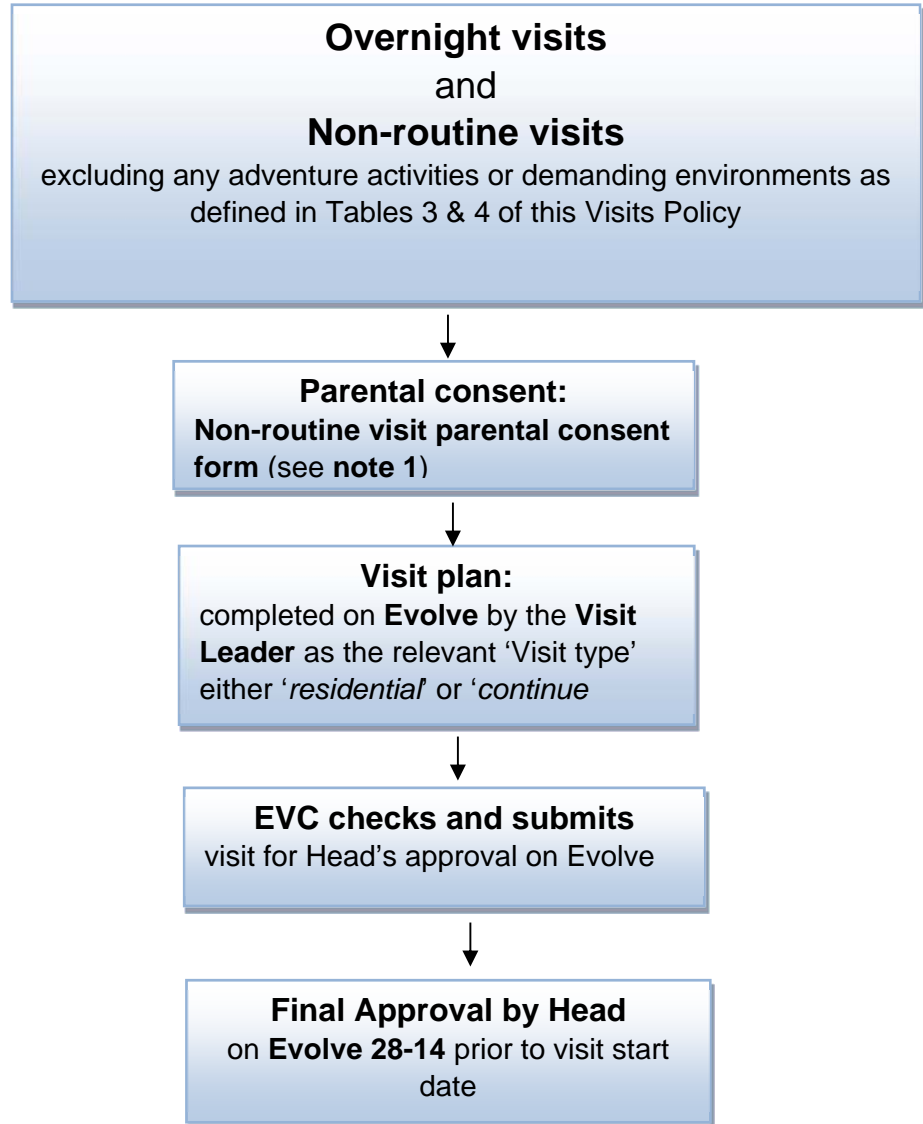 Overnight visits
and
Non-routine visits
excluding any adventure activities or demanding environments as
defined in Tables 3 & 4 of this Visits Policy
Parental consent:
Non-routine visit parental consent
form (see note 1)
Visit plan:
completed on Evolve by the Visit
Leader as the relevant ‘Visit type’
either ‘residential’ or ‘continue
EVC checks and submits
visit for Head’s approval on Evolve
Final Approval by Head
on Evolve 28-14 prior to visit start
date